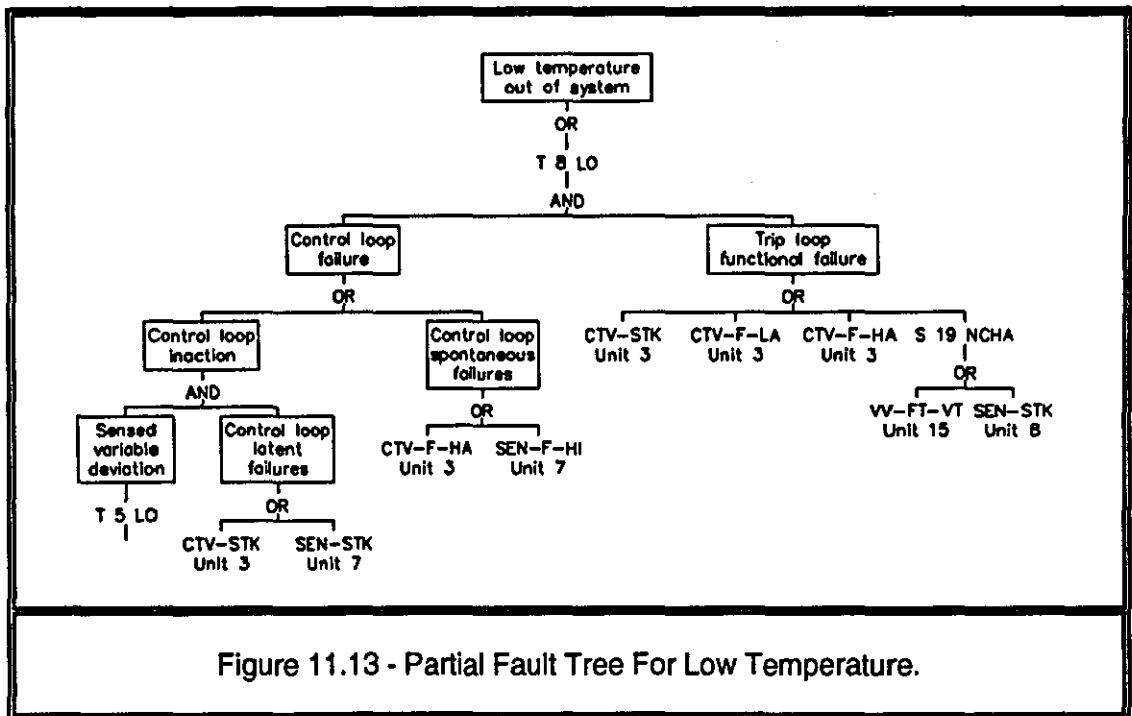 Low temperature
out of system
OR
T 8 LO
AND
Control loop
failure
Trip loop
functional failure
OR
OR
Control loop
inaction
Control loop
spontaneous
failures
CTV-STK
Unit 3
CTV-F-LA
Unit 3
CTV-F-HA
Unit 3
S 19 NCHA
AND
OR
OR
Sensed
variable
deviation
Control loop
latent
failures
CTV-F-HA
Unit 3
SEN-F-HI
Unit 7
VV-FT-VT
Unit 15
SEN-STK
Unit 8
T 5 LO
OR
CTV-STK
Unit 3
SEN-STK
Unit 7
Figure 11.13 - Partial Fault Tree For Low Temperature.